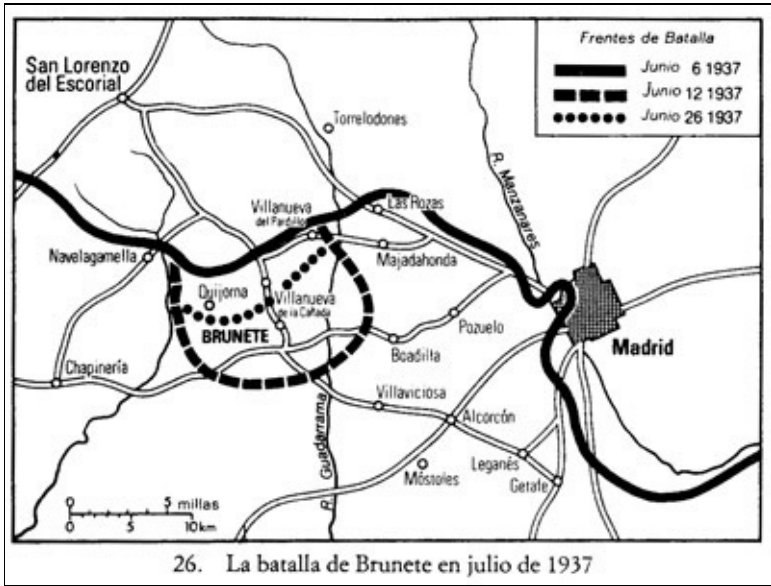 Frentes de Batalla
Junio 6 1937
Junio 12 1937
Junio 26 1937
San Lorenzo
del Escorial
Torrelodones
R. Manzanares
Villanueva
del Pardillo
Las Rozas
Navelagamella
Majadahonda
Quijorna
Villanueva
de la Cañada
BRUNETE
Pozuelo
Boadilla
Madrid
Chapinería
Villaviciosa
Alcorcón
R. Guadarrama
Leganés
Móstoles
Getafe
0 5 millas
0 5 10 km
26. La batalla de Brunete en julio de 1937